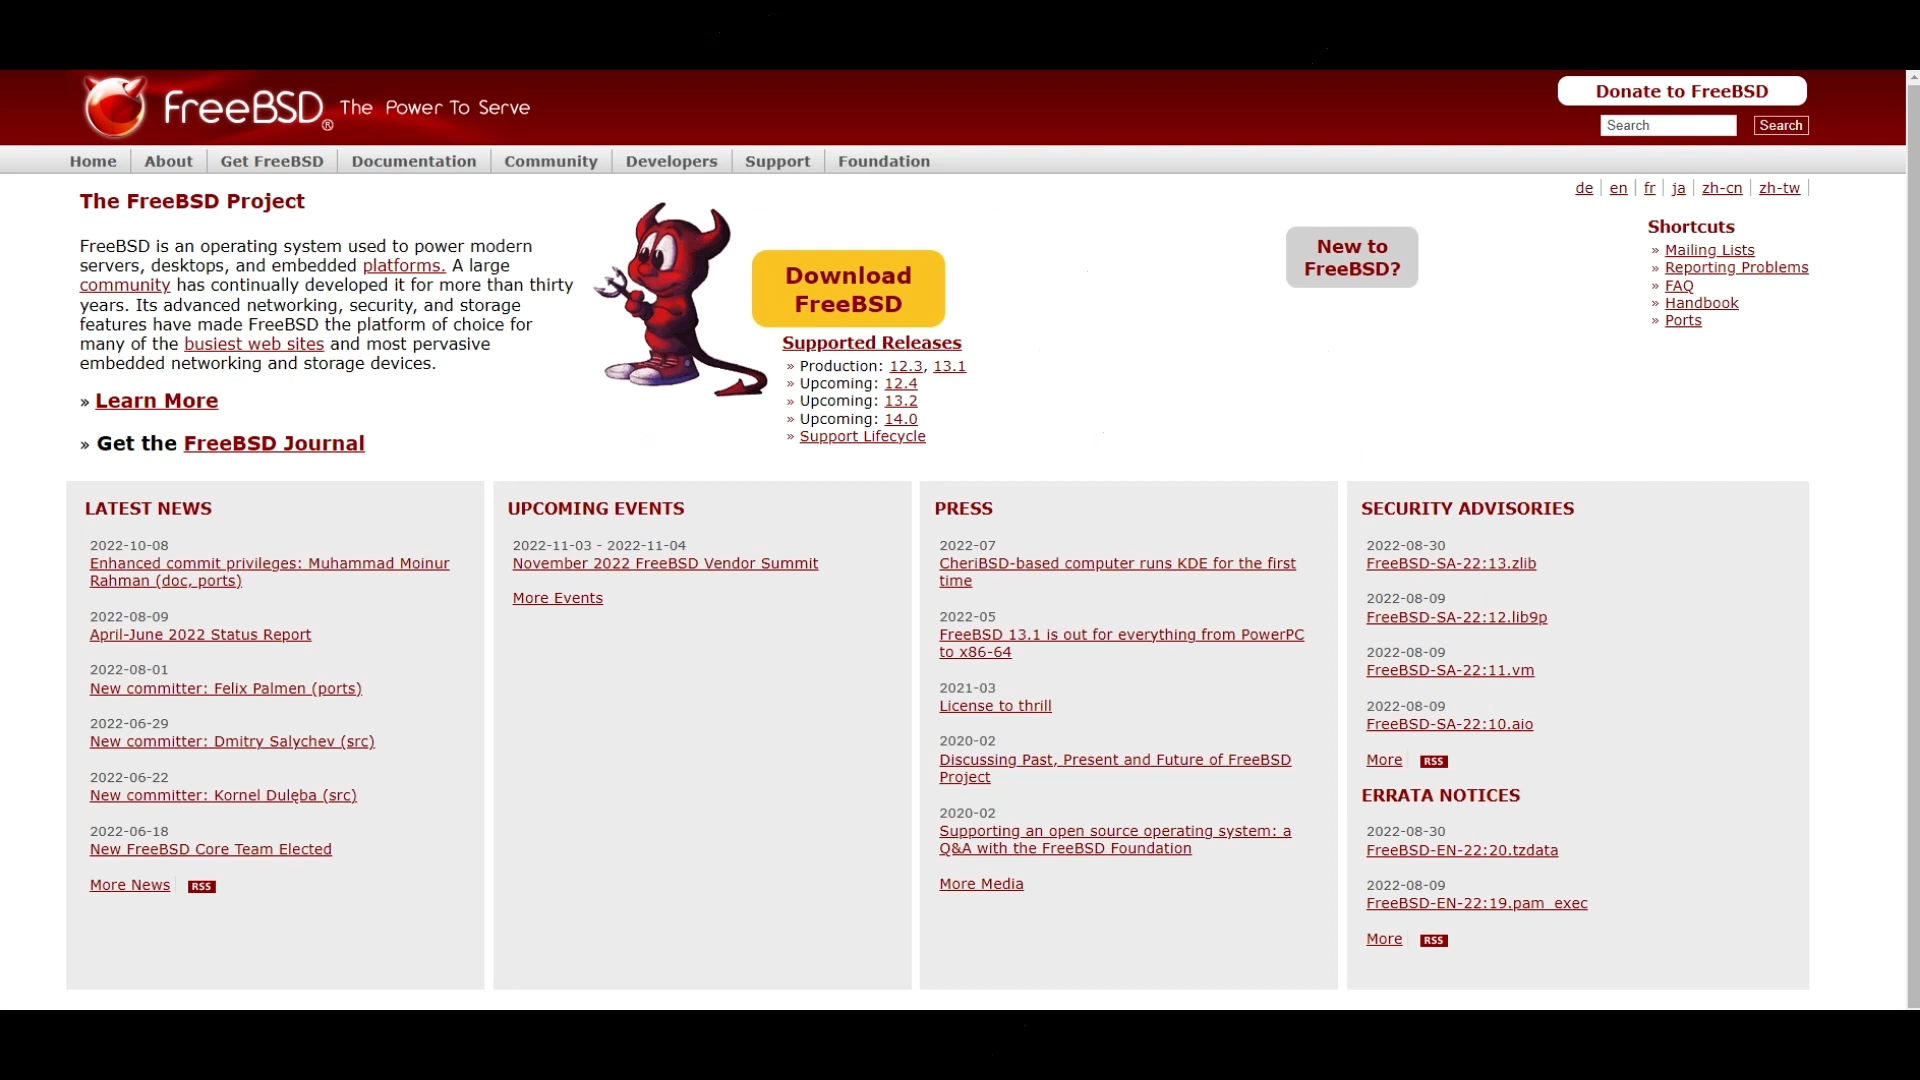 FreeBSD® The Power To Serve
Donate to FreeBSD
Search Search
Home About Get FreeBSD Documentation Community Developers Support Foundation
de en fr ja zh-cn zh-tw
The FreeBSD Project
FreeBSD is an operating system used to power modern
servers, desktops, and embedded platforms. A large
community has continually developed it for more than thirty
years. Its advanced networking, security, and storage
features have made FreeBSD the platform of choice for
many of the busiest web sites and most pervasive
embedded networking and storage devices.
» Learn More
» Get the FreeBSD Journal
Download
FreeBSD
Supported Releases
» Production: 12.3, 13.1
» Upcoming: 12.4
» Upcoming: 13.2
» Upcoming: 14.0
» Support Lifecycle
New to
FreeBSD?
Shortcuts
» Mailing Lists
» Reporting Problems
» FAQ
» Handbook
» Ports
LATEST NEWS
2022-10-08
Enhanced commit privileges: Muhammad Moinur
Rahman (doc, ports)
2022-08-09
April-June 2022 Status Report
2022-08-01
New committer: Felix Palmen (ports)
2022-06-29
New committer: Dmitry Salychev (src)
2022-06-22
New committer: Kornel Dulęba (src)
2022-06-18
New FreeBSD Core Team Elected
More News RSS
UPCOMING EVENTS
2022-11-03 - 2022-11-04
November 2022 FreeBSD Vendor Summit
More Events
PRESS
2022-07
CheriBSD-based computer runs KDE for the first
time
2022-05
FreeBSD 13.1 is out for everything from PowerPC
to x86-64
2021-03
License to thrill
2020-02
Discussing Past, Present and Future of FreeBSD
Project
2020-02
Supporting an open source operating system: a
Q&A with the FreeBSD Foundation
More Media
SECURITY ADVISORIES
2022-08-30
FreeBSD-SA-22:13.zlib
2022-08-09
FreeBSD-SA-22:12.lib9p
2022-08-09
FreeBSD-SA-22:11.vm
2022-08-09
FreeBSD-SA-22:10.aio
More RSS
ERRATA NOTICES
2022-08-30
FreeBSD-EN-22:20.tzdata
2022-08-09
FreeBSD-EN-22:19.pam_exec
More RSS